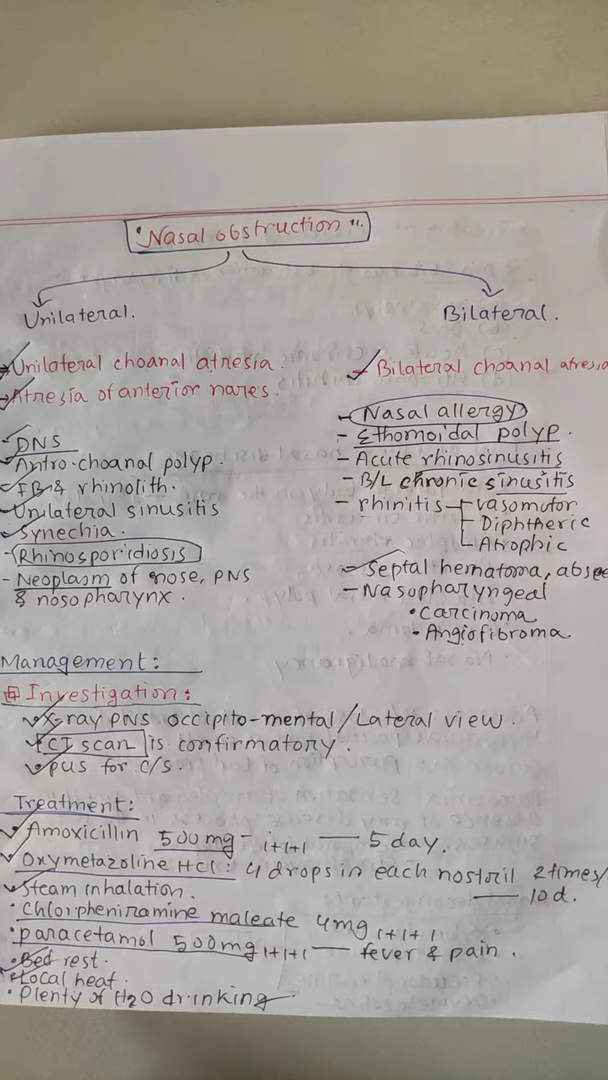 "Nasal obstruction"
Unilateral.
Bilateral.
Unilateral choanal atresia.
Atresia of anterior nares.
- DNS
- Antro-choanal polyp.
- FB & rhinolith.
- Unilateral sinusitis
- Synechia.
- Rhinosporidiosis
- Neoplasm of nose, PNS
& nosopharynx.
Bilateral choanal atresia
- Nasal allergy
- Ethomoidal polyp.
- Acute rhinosinusitis
- B/L chronic sinusitis
- rhinitis - vasomotor
- Diphtheric
- Atrophic
- Septal hematoma, absce
- Nasopharyngeal
• Carcinoma
• Angiofibroma
Management:
Investigation:
X-ray PNS occipito-mental/Lateral view.
CT scan is confirmatory.
• pus for C/S.
Treatment:
• Amoxicillin 500mg - 1+1+1 — 5 day.
Oxymetazoline HCl: 4 drops in each nostril 2 times/
— 10 d.
Steam inhalation.
• Chlorpheniramine maleate 4mg 1+1+1
• paracetamol 500mg 1+1+1 — fever & pain.
• Bed rest.
• Local heat.
• Plenty of H2O drinking